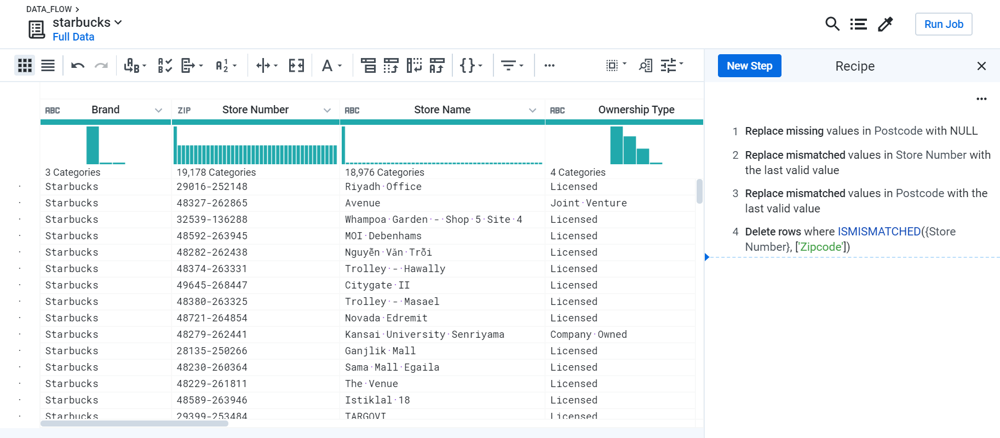 DATA_FLOW
starbucks
Full Data
Run Job
New Step
Recipe
ABC Brand ZIP Store Number ABC Store Name ABC Ownership Type
3 Categories 19,178 Categories 18,976 Categories 4 Categories
Starbucks 29016-252148 Riyadh·Office Licensed
Starbucks 48327-262865 Avenue Joint·Venture
Starbucks 32539-136288 Whampoa·Garden·-·Shop·5·Site·4 Licensed
Starbucks 48592-263945 MOI·Debenhams Licensed
Starbucks 48282-262438 Nguyễn·Văn·Trỗi Licensed
Starbucks 48374-263331 Trolley·-·Hawally Licensed
Starbucks 49645-268447 Citygate·II Licensed
Starbucks 48380-263325 Trolley·-·Masael Licensed
Starbucks 48721-264854 Novada·Edremit Licensed
Starbucks 48279-262441 Kansai·University·Senriyama Company·Owned
Starbucks 28135-250266 Ganjlik·Mall Licensed
Starbucks 48230-260364 Sama·Mall·Egaila Licensed
Starbucks 48229-261811 The·Venue Licensed
Starbucks 48589-263946 Istiklal·18 Licensed
Starbucks 29399-253484 TARGOVI Licensed
1 Replace missing values in Postcode with NULL
2 Replace mismatched values in Store Number with
the last valid value
3 Replace mismatched values in Postcode with the
last valid value
4 Delete rows where ISMISMATCHED({Store
Number}, ['Zipcode'])